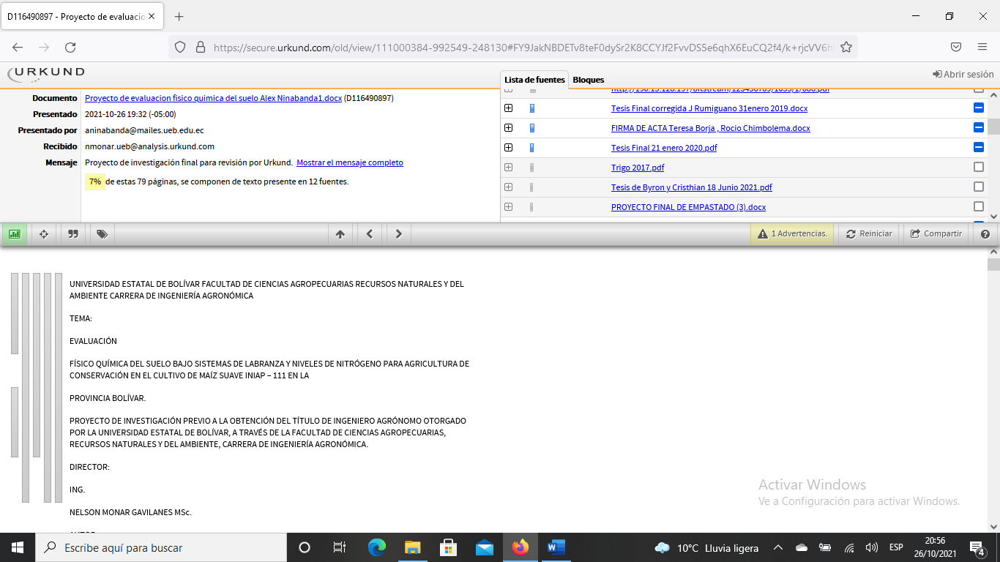 D116490897 - Proyecto de evaluacio
https://secure.urkund.com/old/view/111000384-992549-248130#FY9JakNBDETv8teF0dySr2K8CCYJf2FvvDS5e6qhX6EuCQ2f4/k+rjcVV6h
URKUND
Lista de fuentes Bloques
Abrir sesión
Documento Proyecto de evaluacion fisico quimica del suelo Alex Ninabanda1.docx (D116490897)
Presentado 2021-10-26 19:32 (-05:00)
Presentado por aninabanda@mailes.ueb.edu.ec
Recibido nmonar.ueb@analysis.urkund.com
Mensaje Proyecto de investigación final para revisión por Urkund. Mostrar el mensaje completo
7% de estas 79 páginas, se componen de texto presente en 12 fuentes.
Tesis Final corregida J Rumiguano 31enero 2019.docx
FIRMA DE ACTA Teresa Borja , Rocio Chimbolema.docx
Tesis Final 21 enero 2020.pdf
Trigo 2017.pdf
Tesis de Byron y Cristhian 18 Junio 2021.pdf
PROYECTO FINAL DE EMPASTADO (3).docx
1 Advertencias. Reiniciar Compartir
UNIVERSIDAD ESTATAL DE BOLÍVAR FACULTAD DE CIENCIAS AGROPECUARIAS RECURSOS NATURALES Y DEL
AMBIENTE CARRERA DE INGENIERÍA AGRONÓMICA
TEMA:
EVALUACIÓN
FÍSICO QUÍMICA DEL SUELO BAJO SISTEMAS DE LABRANZA Y NIVELES DE NITRÓGENO PARA AGRICULTURA DE
CONSERVACIÓN EN EL CULTIVO DE MAÍZ SUAVE INIAP – 111 EN LA
PROVINCIA BOLÍVAR.
PROYECTO DE INVESTIGACIÓN PREVIO A LA OBTENCIÓN DEL TÍTULO DE INGENIERO AGRÓNOMO OTORGADO
POR LA UNIVERSIDAD ESTATAL DE BOLÍVAR, A TRAVÉS DE LA FACULTAD DE CIENCIAS AGROPECUARIAS,
RECURSOS NATURALES Y DEL AMBIENTE, CARRERA DE INGENIERÍA AGRONÓMICA.
DIRECTOR:
ING.
NELSON MONAR GAVILANES MSc.
Activar Windows
Ve a Configuración para activar Windows.
Escribe aquí para buscar
10°C Lluvia ligera
ESP
20:56
26/10/2021
4